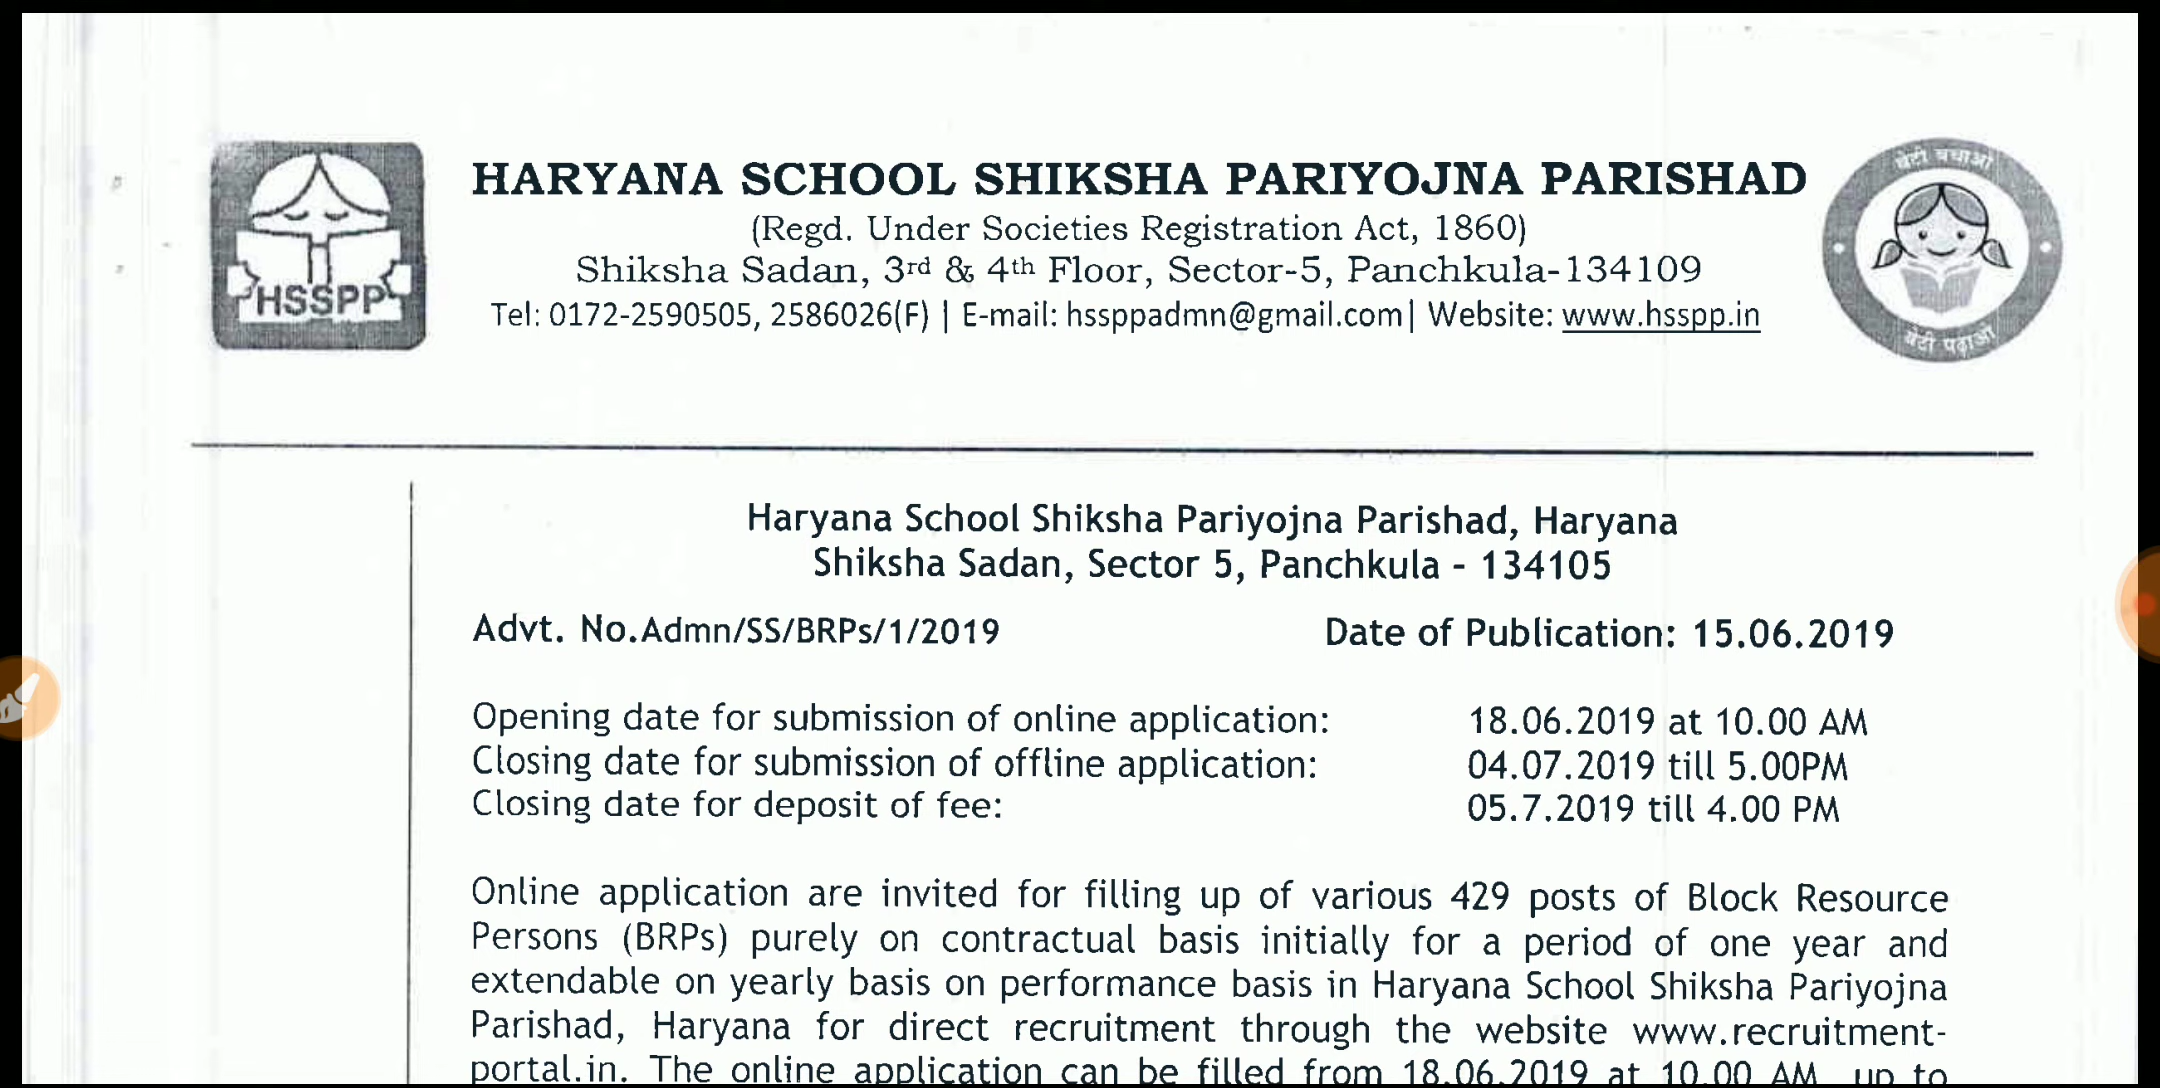 HARYANA SCHOOL SHIKSHA PARIYOJNA PARISHAD
(Regd. Under Societies Registration Act, 1860)
Shiksha Sadan, 3rd & 4th Floor, Sector-5, Panchkula-134109
Tel: 0172-2590505, 2586026(F) | E-mail: hssppadmn@gmail.com| Website: www.hsspp.in
HSSPP
बेटी बचाओ
बेटी पढ़ाओ
Haryana School Shiksha Pariyojna Parishad, Haryana
Shiksha Sadan, Sector 5, Panchkula - 134105
Advt. No.Admn/SS/BRPs/1/2019 Date of Publication: 15.06.2019
Opening date for submission of online application: 18.06.2019 at 10.00 AM
Closing date for submission of offline application: 04.07.2019 till 5.00PM
Closing date for deposit of fee: 05.7.2019 till 4.00 PM
Online application are invited for filling up of various 429 posts of Block Resource
Persons (BRPs) purely on contractual basis initially for a period of one year and
extendable on yearly basis on performance basis in Haryana School Shiksha Pariyojna
Parishad, Haryana for direct recruitment through the website www.recruitment-
portal.in. The online application can be filled from 18.06.2019 at 10.00 AM up to